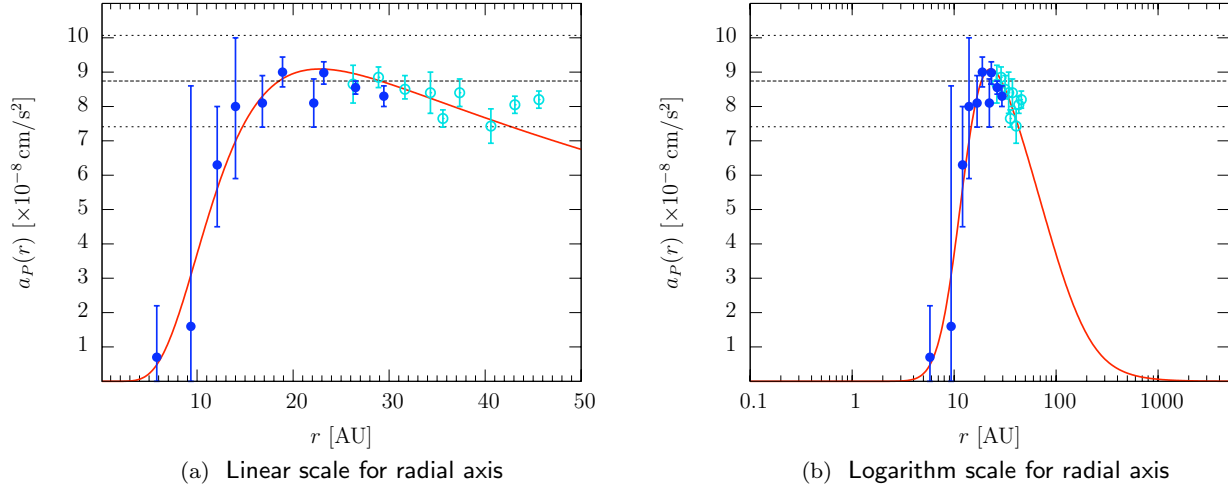 10
9
8
7
6
5
4
3
2
1
a_P(r) [×10^{-8} cm/s^2]
10 20 30 40 50
r [AU]
(a) Linear scale for radial axis
10
9
8
7
6
5
4
3
2
1
a_P(r) [×10^{-8} cm/s^2]
0.1 1 10 100 1000
r [AU]
(b) Logarithm scale for radial axis